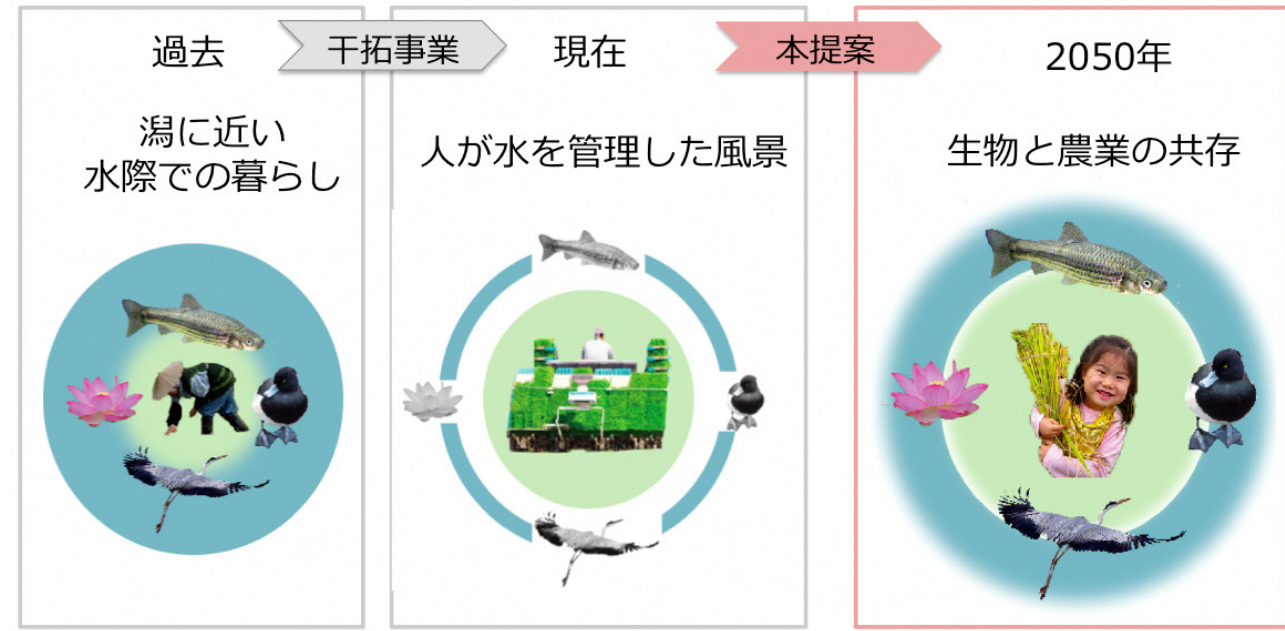 過去
干拓事業
現在
本提案
2050年
潟に近い
水際での暮らし
人が水を管理した風景
生物と農業の共存